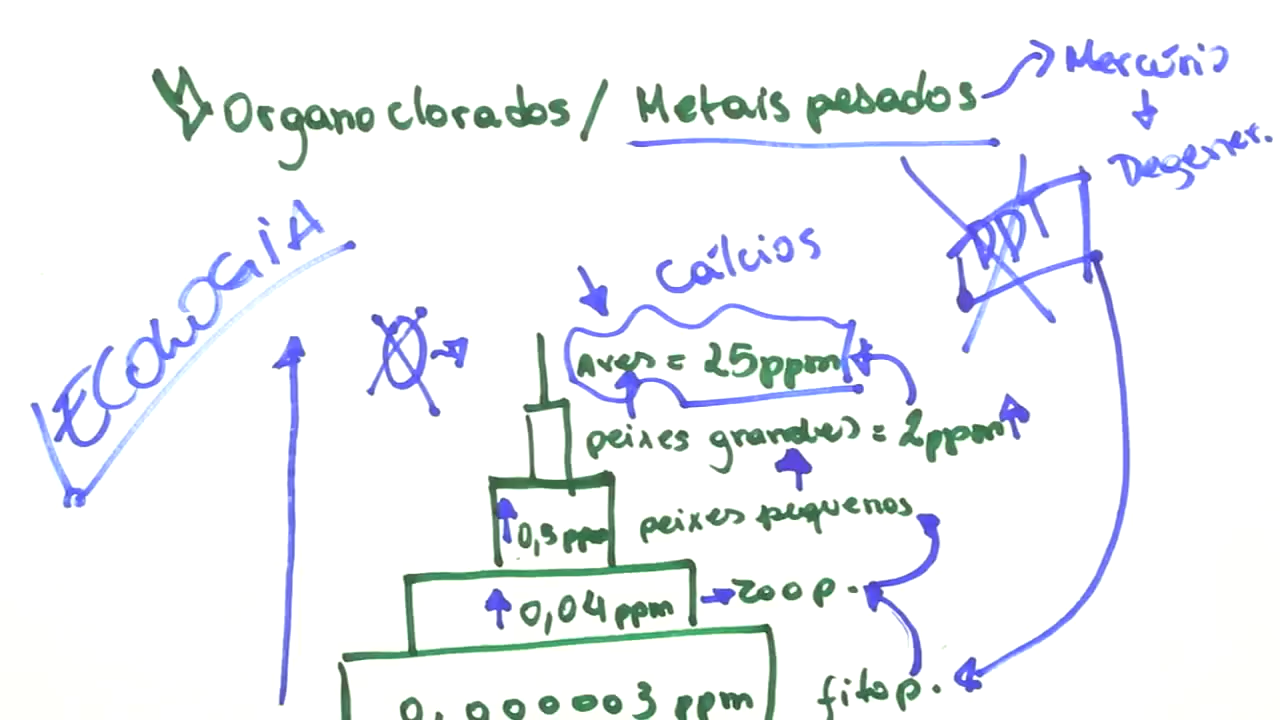 Organoclorados / Metais pesados
Mercúrio
Degener.
DDT
ECOLOGIA
Cálcios
Aves = 25ppm
peixes grandes = 2ppm
0,5 ppm
peixes pequenos
0,04 ppm
zoop.
0,000003 ppm
fitop.